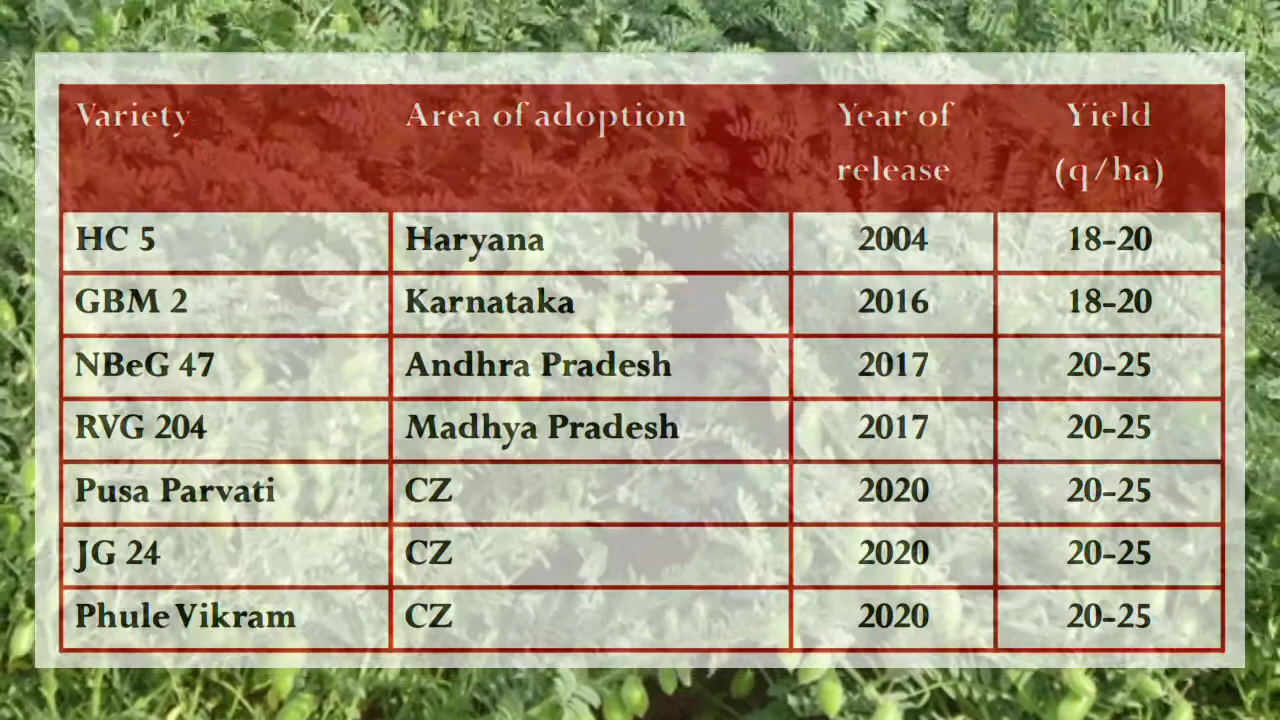 Variety Area of adoption Year of release Yield (q/ha)
HC 5 Haryana 2004 18-20
GBM 2 Karnataka 2016 18-20
NBeG 47 Andhra Pradesh 2017 20-25
RVG 204 Madhya Pradesh 2017 20-25
Pusa Parvati CZ 2020 20-25
JG 24 CZ 2020 20-25
Phule Vikram CZ 2020 20-25